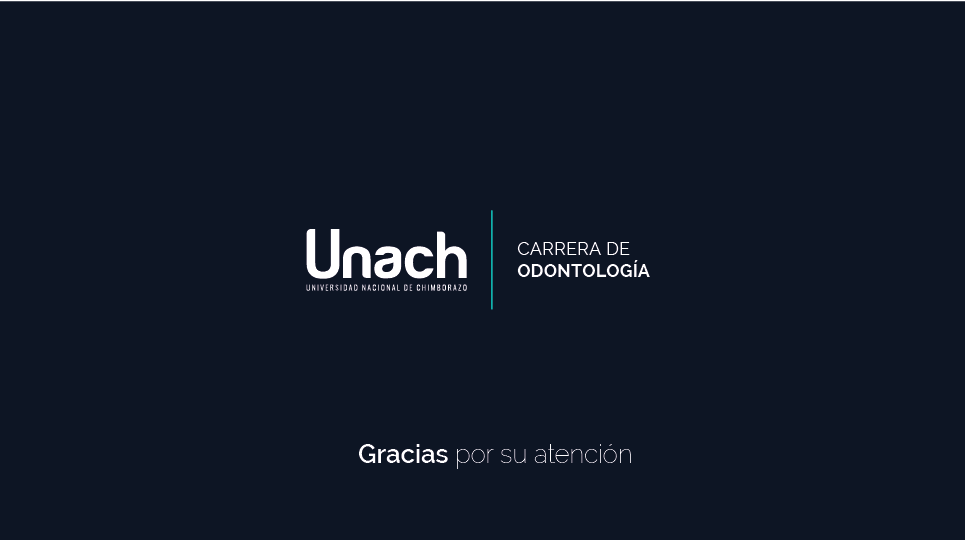 Unach
UNIVERSIDAD NACIONAL DE CHIMBORAZO
CARRERA DE
ODONTOLOGÍA
Gracias por su atención